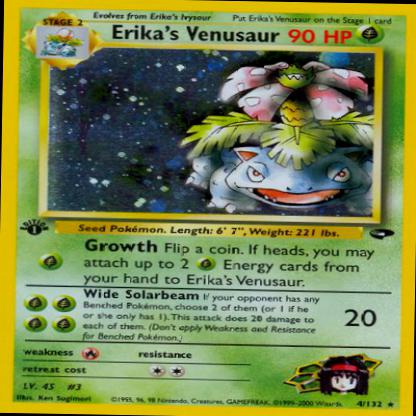 STAGE 2
Evolves from Erika's Ivysaur Put Erika's Venusaur on the Stage 1 card
Erika's Venusaur 90 HP
EDITION
1
Seed Pokémon. Length: 6' 7", Weight: 221 lbs.
Growth Flip a coin. If heads, you may
attach up to 2 Energy cards from
your hand to Erika's Venusaur.
Wide Solarbeam If your opponent has any
Benched Pokémon, choose 2 of them (or 1 if he
or she only has 1). This attack does 20 damage to
each of them. (Don't apply Weakness and Resistance
for Benched Pokémon.)
20
weakness resistance
retreat cost
LV. 45 #3
Illus. Ken Sugimori ©1995, 96, 98 Nintendo, Creatures, GAMEFREAK. ©1999-2000 Wizards. 4/132